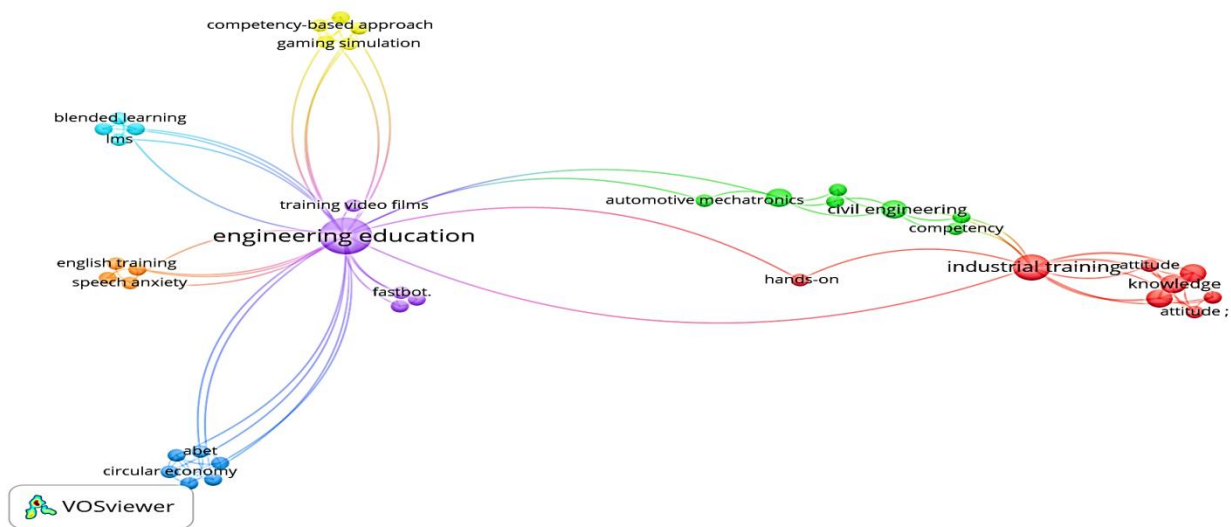 competency-based approach
gaming simulation
blended learning
lms
training video films
engineering education
automotive mechatronics
civil engineering
competency
english training
speech anxiety
fastbot.
hands-on
industrial training
attitude
knowledge
attitude ;
abet
circular economy
VOSviewer